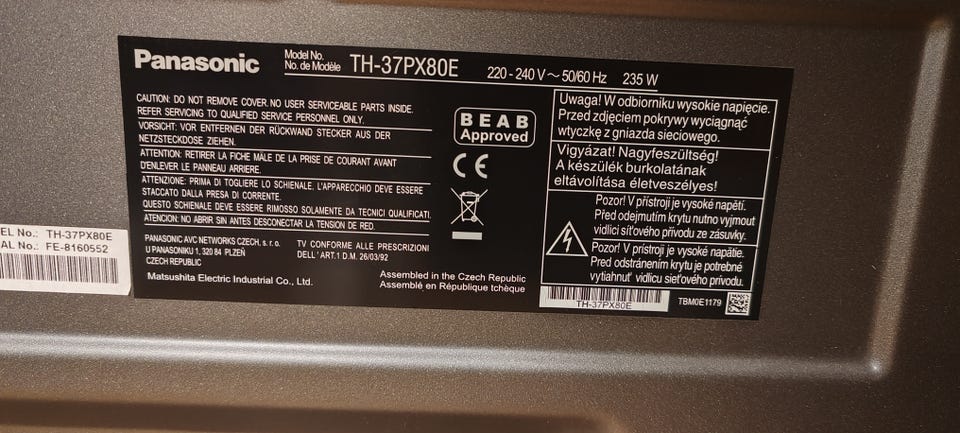 Panasonic
Model No.
No. de Modèle
TH-37PX80E
220 - 240 V ~ 50/60 Hz 235 W
CAUTION: DO NOT REMOVE COVER. NO USER SERVICEABLE PARTS INSIDE.
REFER SERVICING TO QUALIFIED SERVICE PERSONNEL ONLY.
VORSICHT: VOR ENTFERNEN DER RÜCKWAND STECKER AUS DER
NETZSTECKDOSE ZIEHEN.
ATTENTION: RETIRER LA FICHE MÂLE DE LA PRISE DE COURANT AVANT
D'ENLEVER LE PANNEAU ARRIERE.
ATTENZIONE: PRIMA DI TOGLIERE LO SCHIENALE. L'APPARECCHIO DEVE ESSERE
STACCATO DALLA PRESA DI CORRENTE.
QUESTO SCHIENALE DEVE ESSERE RIMOSSO SOLAMENTE DA TECNICI QUALIFICATI.
ATENCION: NO ABRIR SIN ANTES DESCONECTAR LA TENSION DE RED.
PANASONIC AVC NETWORKS CZECH, s. r. o.
U PANASONIKU 1, 320 84 PLZEŇ
CZECH REPUBLIC
TV CONFORME ALLE PRESCRIZIONI
DELL' ART.1 D.M. 26/03/92
Matsushita Electric Industrial Co., Ltd.
Assembled in the Czech Republic
Assemblé en République tchèque
BEAB
Approved
CE
Uwaga! W odbiorniku wysokie napięcie.
Przed zdjęciem pokrywy wyciągnąć
wtyczkę z gniazda sieciowego.
Vigyázat! Nagyfeszültség!
A készülék burkolatának
eltávolítása életveszélyes!
Pozor! V přístroji je vysoké napětí.
Před odejmutím krytu nutno vyjmout
vidlici síťového přívodu ze zásuvky.
Pozor! V prístroji je vysoké napätie.
Pred odstránením krytu je potrebné
vytiahnuť vidlicu sieťového prívodu.
TH-37PX80E
TBM0E1179
EL No.: TH-37PX80E
AL No.: FE-8160552